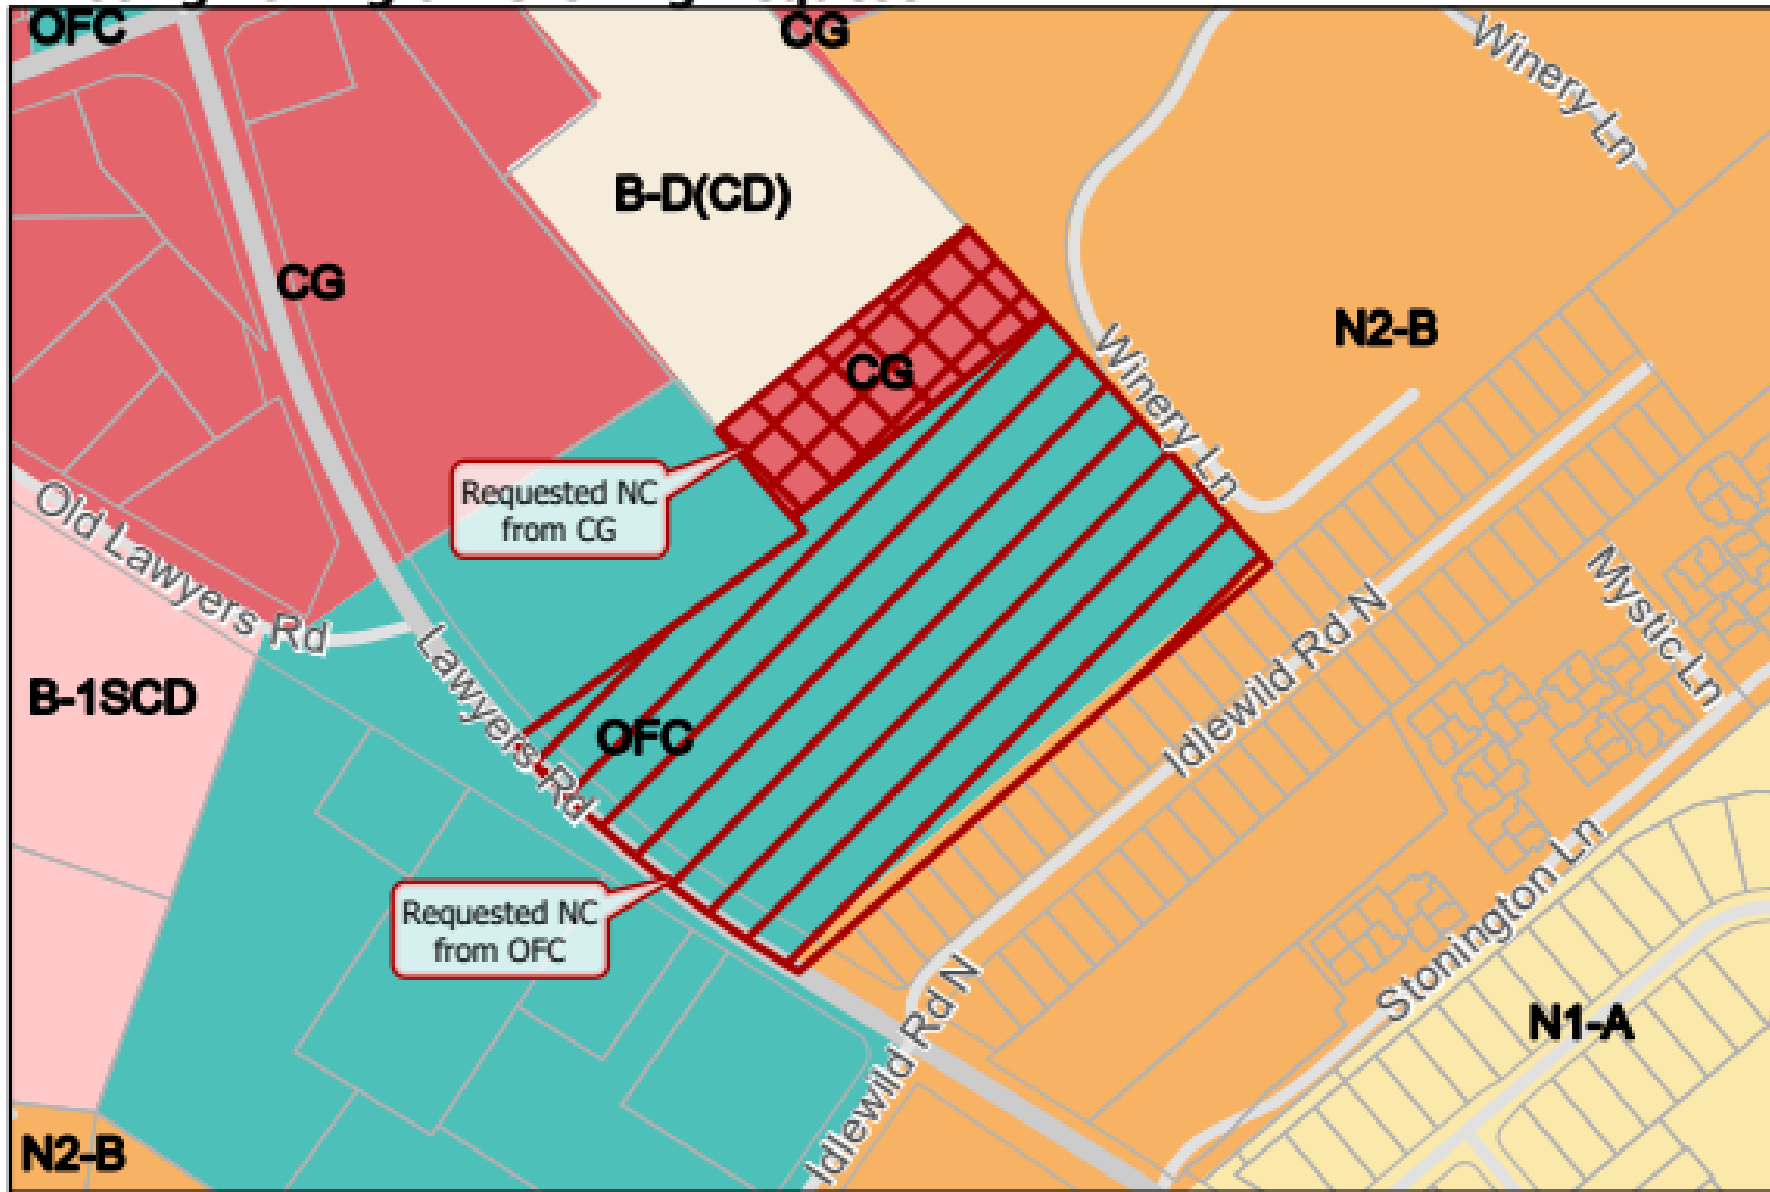 OFC
CG
Winery Ln
B-D(CD)
CG
N2-B
Winery Ln
CG
Requested NC
from CG
Old Lawyers Rd
Mystic Ln
Idlewild Rd N
B-1SCD
Lawyers Rd
OFC
Requested NC
from OFC
Stonington Ln
N1-A
Idlewild Rd N
N2-B